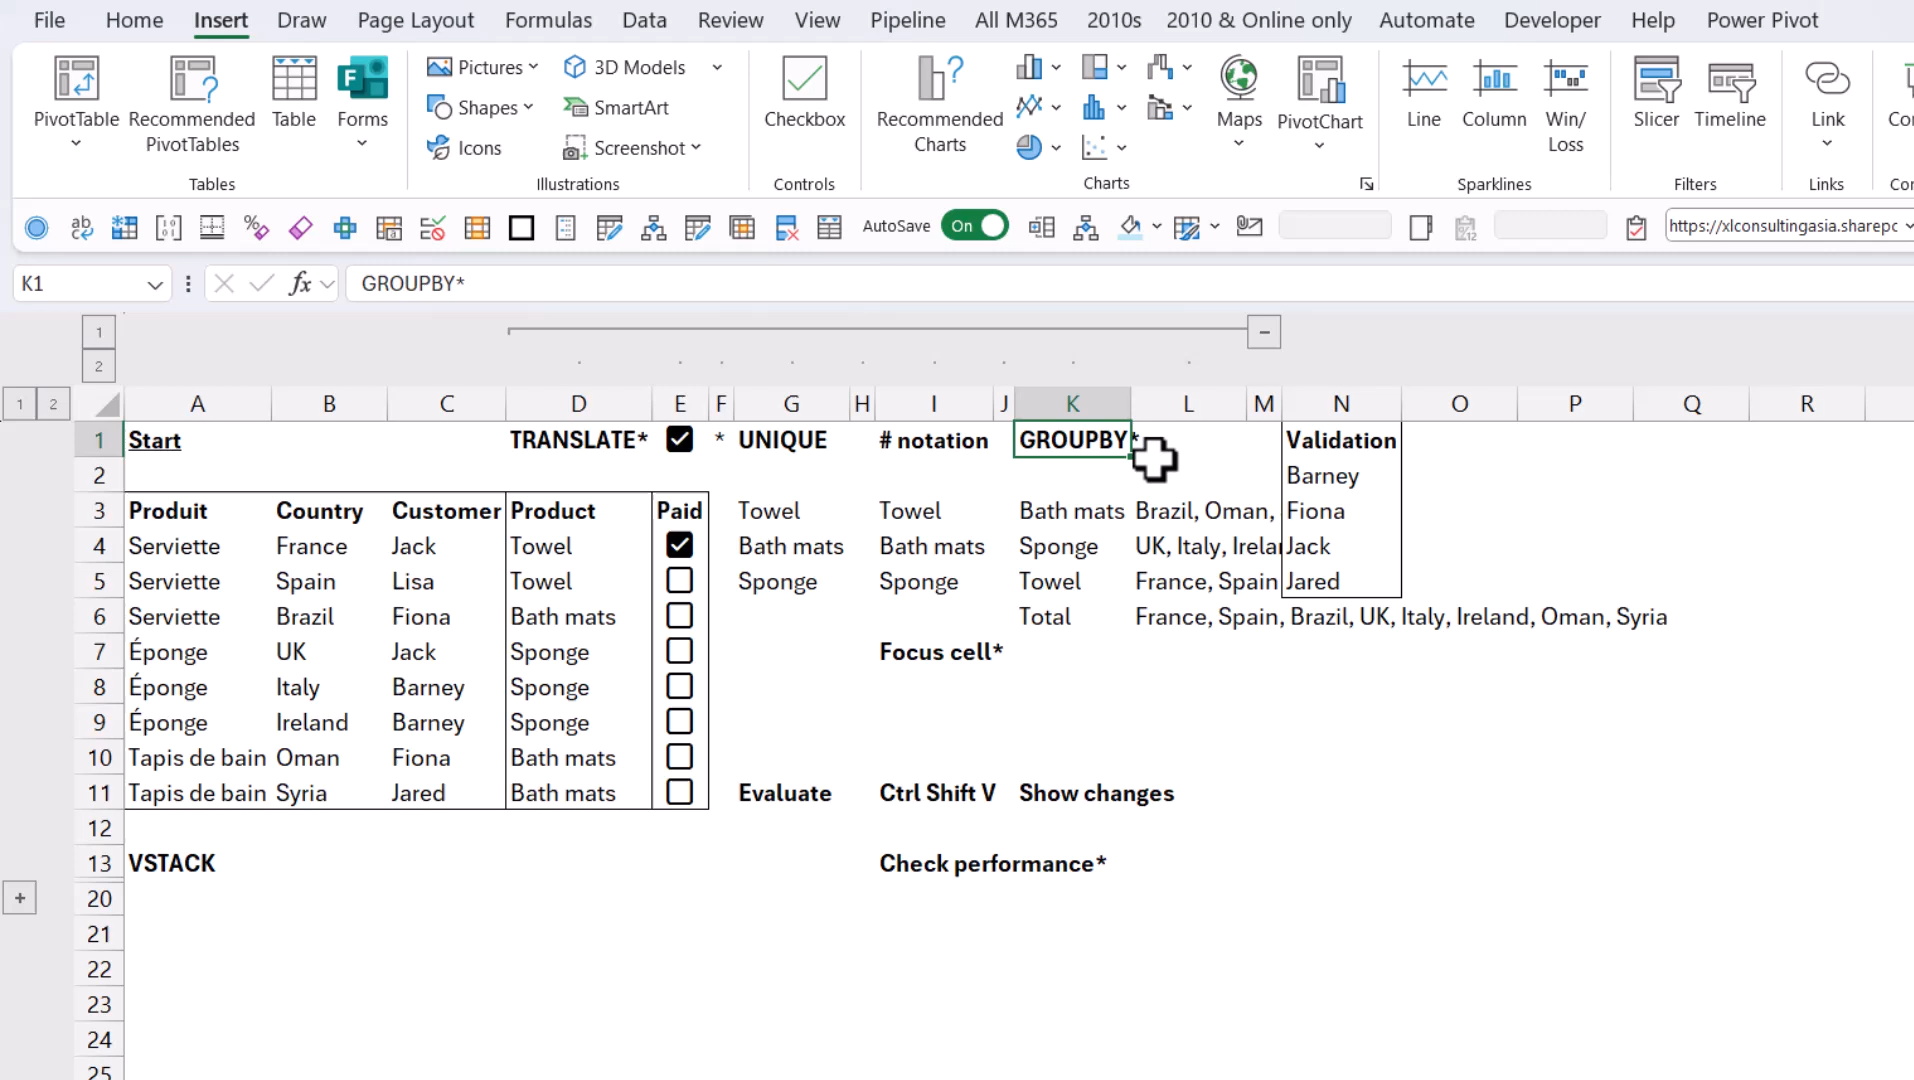 File Home Insert Draw Page Layout Formulas Data Review View Pipeline All M365 2010s 2010 & Online only Automate Developer Help Power Pivot
PivotTable
Recommended PivotTables
Table
Forms
Tables
Pictures
Shapes
Icons
3D Models
SmartArt
Screenshot
Illustrations
Checkbox
Controls
Recommended Charts
Maps
PivotChart
Charts
Line
Column
Win/ Loss
Sparklines
Slicer
Timeline
Filters
Link
Links
AutoSave On
https://xlconsultingasia.sharepc
K1
fx
GROUPBY*
1
2
1 2 A B C D E F G H I J K L M N O P Q R
1 Start TRANSLATE* * UNIQUE # notation GROUPBY* Validation
2 Barney
3 Produit Country Customer Product Paid Towel Towel Bath mats Brazil, Oman, Fiona
4 Serviette France Jack Towel Bath mats Bath mats Sponge UK, Italy, Irelan Jack
5 Serviette Spain Lisa Towel Sponge Sponge Towel France, Spain Jared
6 Serviette Brazil Fiona Bath mats Total France, Spain, Brazil, UK, Italy, Ireland, Oman, Syria
7 Éponge UK Jack Sponge Focus cell*
8 Éponge Italy Barney Sponge
9 Éponge Ireland Barney Sponge
10 Tapis de bain Oman Fiona Bath mats
11 Tapis de bain Syria Jared Bath mats Evaluate Ctrl Shift V Show changes
12
13 VSTACK Check performance*
20
21
22
23
24
25